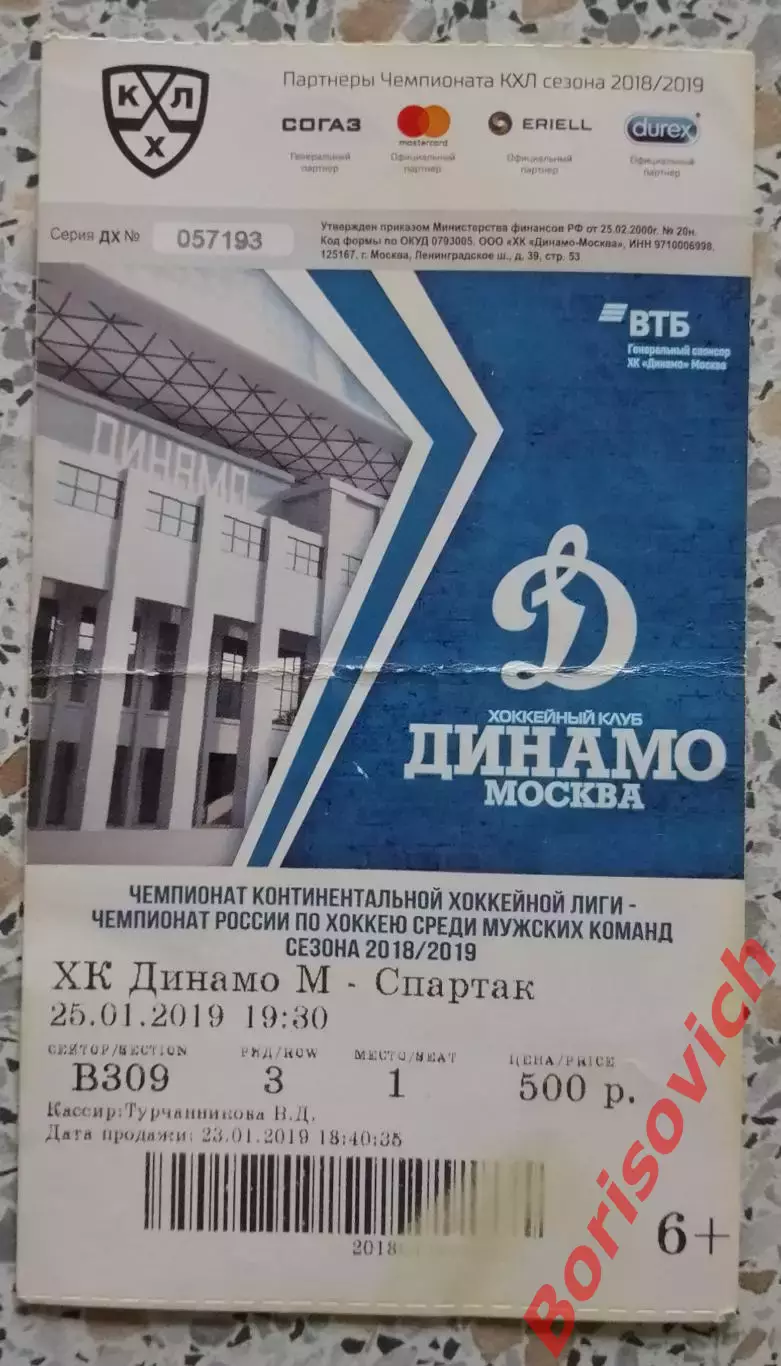 КХЛ
Партнеры Чемпионата КХЛ сезона 2018/2019
СОГАЗ mastercard ERIELL durex
Генеральный партнер Официальный партнер Официальный партнер Официальный партнер
Серия ДХ № 057193
Утвержден приказом Министерства финансов РФ от 25.02.2000г. № 20н.
Код формы по ОКУД 0793005. ООО «ХК «Динамо-Москва», ИНН 9710006998,
125167, г. Москва, Ленинградское ш., д. 39, стр. 53
ДИНАМО
ВТБ
Генеральный спонсор
ХК «Динамо» Москва
Д
ХОККЕЙНЫЙ КЛУБ
ДИНАМО
МОСКВА
ЧЕМПИОНАТ КОНТИНЕНТАЛЬНОЙ ХОККЕЙНОЙ ЛИГИ -
ЧЕМПИОНАТ РОССИИ ПО ХОККЕЮ СРЕДИ МУЖСКИХ КОМАНД
СЕЗОНА 2018/2019
ХК Динамо М - Спартак
25.01.2019 19:30
СЕКТОР/SECTION РЯД/ROW МЕСТО/SEAT ЦЕНА/PRICE
B309 3 1 500 р.
Кассир:Турчанникова В.Д.
Дата продажи: 23.01.2019 18:40:35
2018
6+
Borisovich